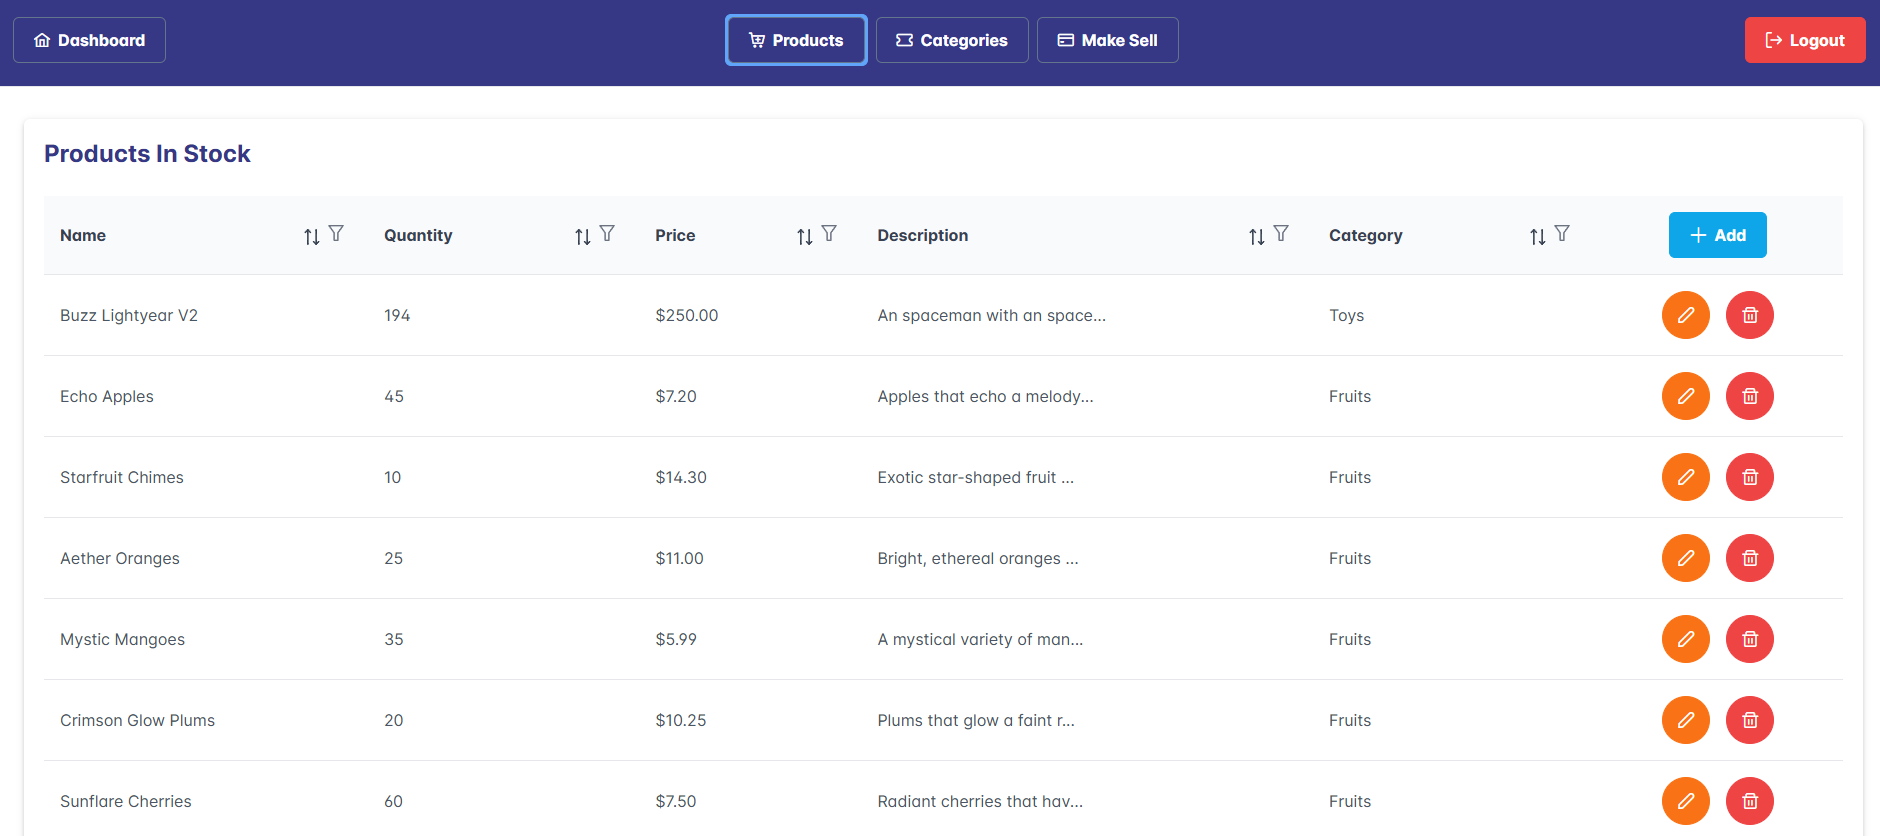 Dashboard Products Categories Make Sell Logout
Products In Stock
Name Quantity Price Description Category Add
Buzz Lightyear V2 194 $250.00 An spaceman with an space... Toys
Echo Apples 45 $7.20 Apples that echo a melody... Fruits
Starfruit Chimes 10 $14.30 Exotic star-shaped fruit ... Fruits
Aether Oranges 25 $11.00 Bright, ethereal oranges ... Fruits
Mystic Mangoes 35 $5.99 A mystical variety of man... Fruits
Crimson Glow Plums 20 $10.25 Plums that glow a faint r... Fruits
Sunflare Cherries 60 $7.50 Radiant cherries that hav... Fruits